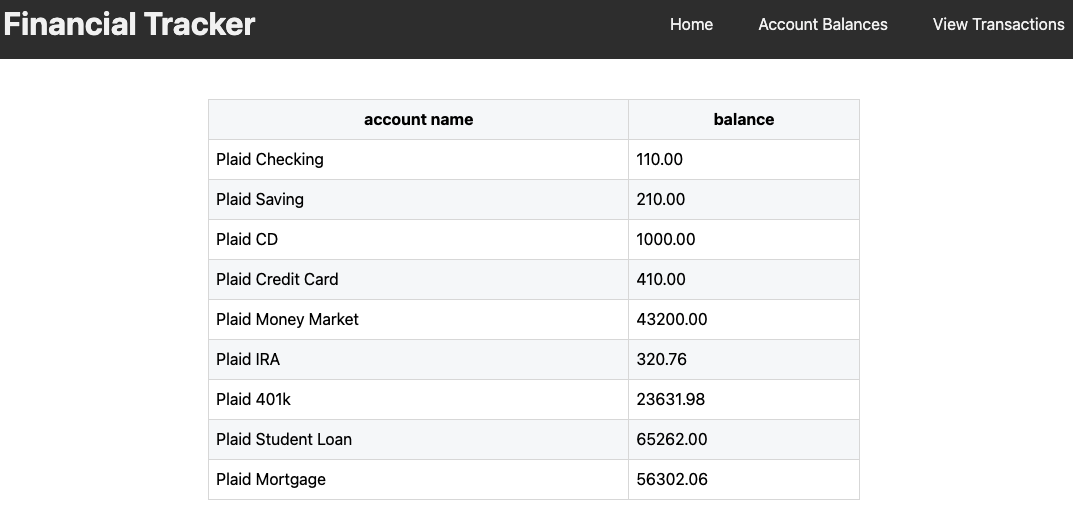 Financial Tracker
Home Account Balances View Transactions
account name balance
Plaid Checking 110.00
Plaid Saving 210.00
Plaid CD 1000.00
Plaid Credit Card 410.00
Plaid Money Market 43200.00
Plaid IRA 320.76
Plaid 401k 23631.98
Plaid Student Loan 65262.00
Plaid Mortgage 56302.06